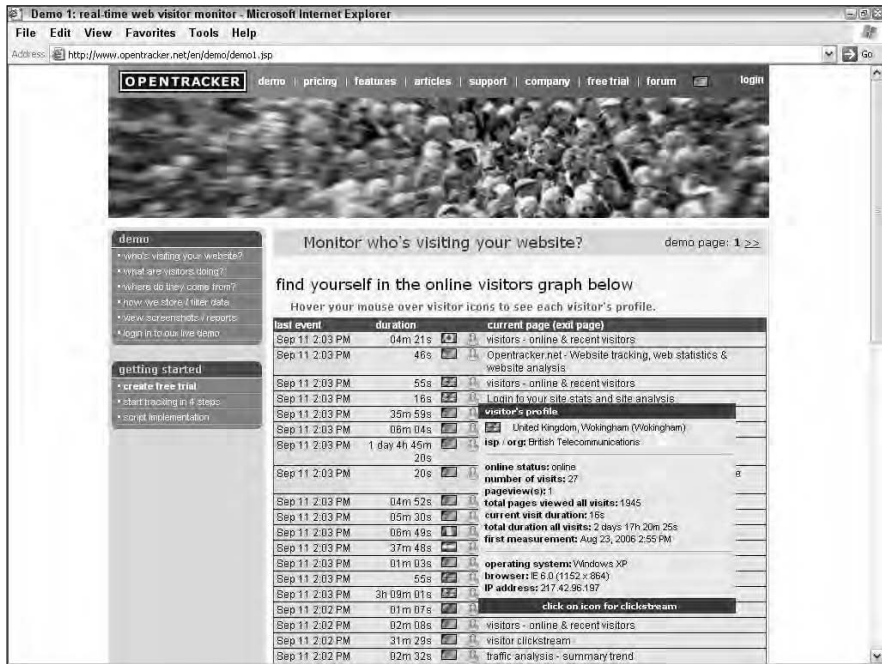 Demo 1: real-time web visitor monitor - Microsoft Internet Explorer
File Edit View Favorites Tools Help
Address http://www.opentracker.net/en/demo/demo1.jsp Go
OPENTRACKER demo | pricing | features | articles | support | company | free trial | forum login
demo
• who's visiting your website?
• what are visitors doing?
• where do they come from?
• how we store / filter data
• view screenshots / reports
• login in to our live demo
getting started
• create free trial
• start tracking in 4 steps
• script implementation
Monitor who's visiting your website? demo page: 1 >>
find yourself in the online visitors graph below
Hover your mouse over visitor icons to see each visitor's profile.
last event duration current page (exit page)
Sep 11 2:03 PM 04m 21s visitors - online & recent visitors
Sep 11 2:03 PM 46s Opentracker.net - Website tracking, web statistics &
website analysis
Sep 11 2:03 PM 55s visitors - online & recent visitors
Sep 11 2:03 PM 16s Login to your site stats and site analysis
Sep 11 2:03 PM 35m 59s
Sep 11 2:03 PM 06m 04s
Sep 11 2:03 PM 1 day 4h 45m
20s
Sep 11 2:03 PM 20s
Sep 11 2:03 PM 04m 52s
Sep 11 2:03 PM 05m 30s
Sep 11 2:03 PM 06m 49s
Sep 11 2:03 PM 37m 48s
Sep 11 2:03 PM 01m 03s
Sep 11 2:03 PM 55s
Sep 11 2:03 PM 3h 09m 01s
Sep 11 2:02 PM 01m 07s
Sep 11 2:02 PM 02m 08s visitors - online & recent visitors
Sep 11 2:02 PM 31m 29s visitor clickstream
Sep 11 2:02 PM 02m 32s traffic analysis - summary trend
visitor's profile
United Kingdom, Wokingham (Wokingham)
isp / org: British Telecommunications
online status: online
number of visits: 27
pageview(s): 1
total pages viewed all visits: 1945
current visit duration: 16s
total duration all visits: 2 days 17h 20m 25s
first measurement: Aug 23, 2006 2:55 PM
operating system: Windows XP
browser: IE 6.0 (1152 x 864)
IP address: 217.42.96.197
click on icon for clickstream